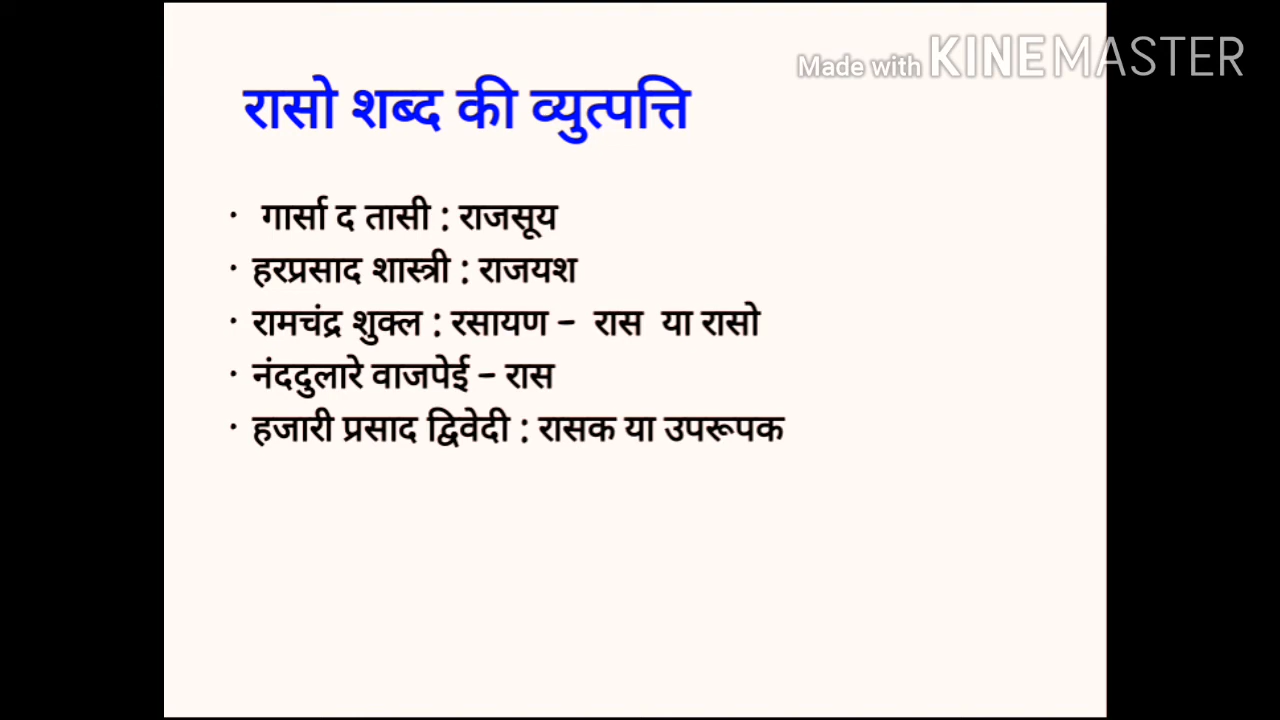 Made with KINEMASTER
रासो शब्द की व्युत्पत्ति
· गार्सा द तासी : राजसूय
· हरप्रसाद शास्त्री : राजयश
· रामचंद्र शुक्ल : रसायण – रास या रासो
· नंददुलारे वाजपेई – रास
· हजारी प्रसाद द्विवेदी : रासक या उपरूपक